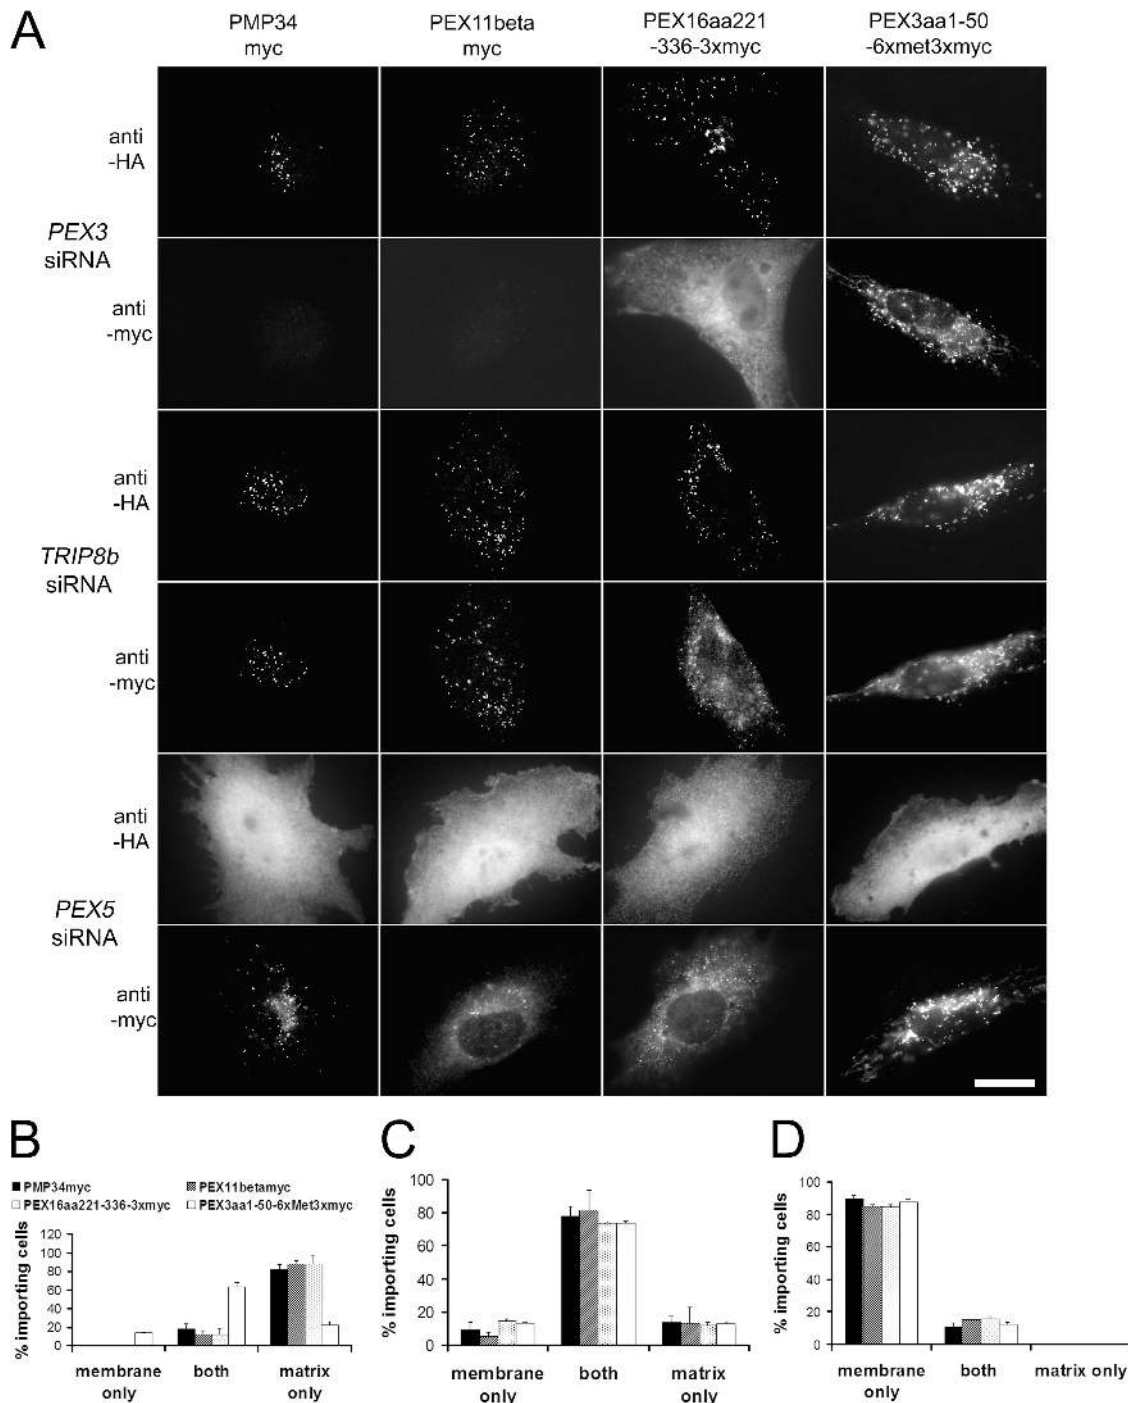 A
PMP34
myc
PEX11beta
myc
PEX16aa221
-336-3xmyc
PEX3aa1-50
-6xmet3xmyc
anti
-HA
PEX3
siRNA
anti
-myc
anti
-HA
TRIP8b
siRNA
anti
-myc
anti
-HA
PEX5
siRNA
anti
-myc
B
PMP34myc
PEX11betamyc
PEX16aa221-336-3xmyc
PEX3aa1-50-6xMet3xmyc
% importing cells
120
100
80
60
40
20
0
membrane only
both
matrix only
C
% importing cells
100
80
60
40
20
0
membrane only
both
matrix only
D
% importing cells
100
80
60
40
20
0
membrane only
both
matrix only